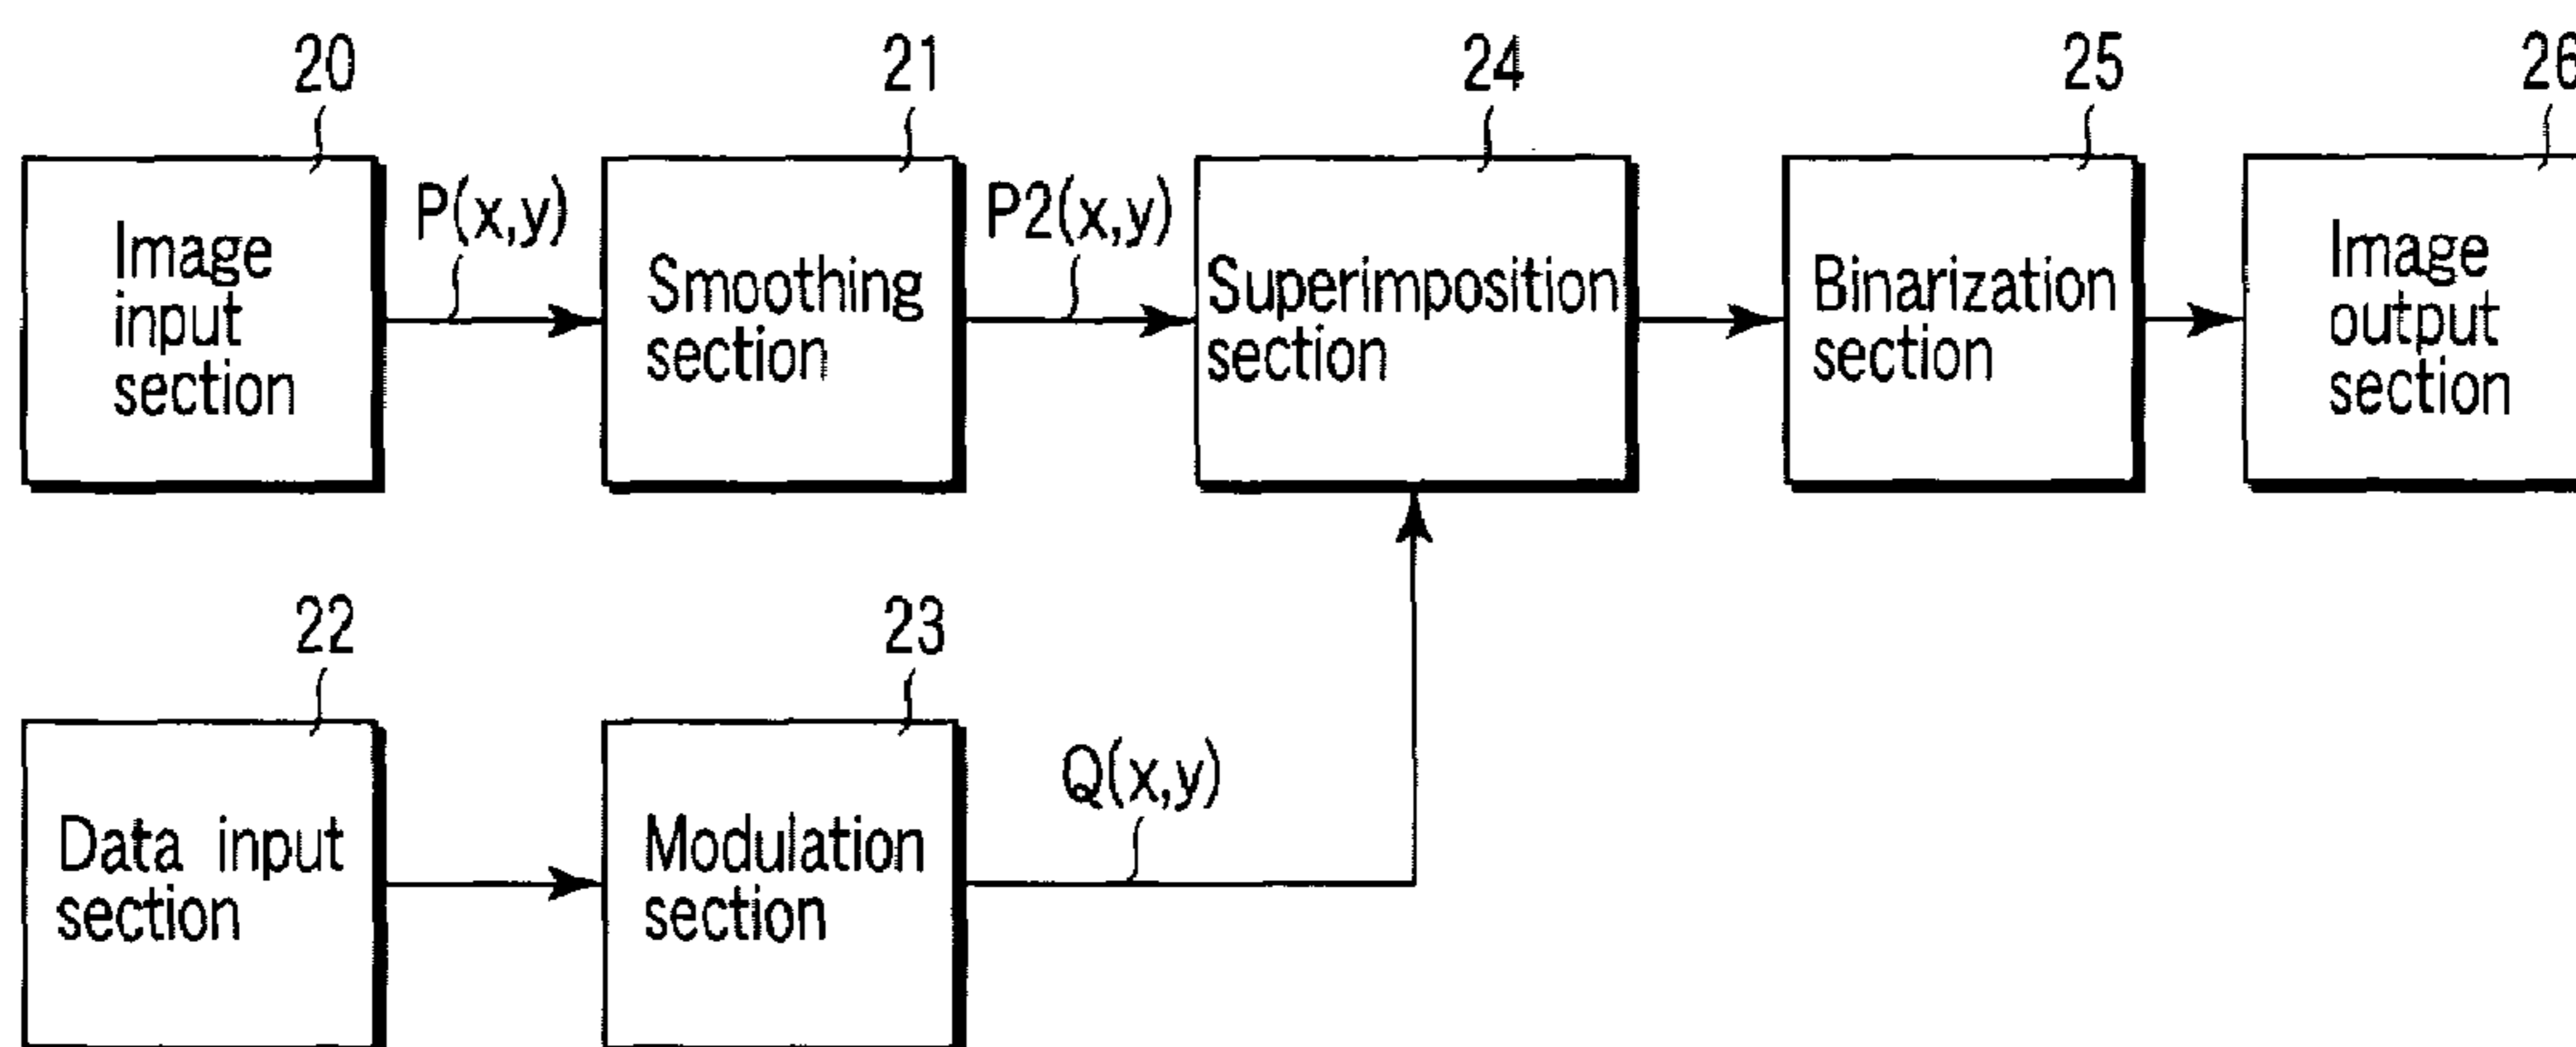 20
21
24
25
26
P(x,y)
P2(x,y)
Image
input
section
Smoothing
section
Superimposition
section
Binarization
section
Image
output
section
22
23
Q(x,y)
Data input
section
Modulation
section